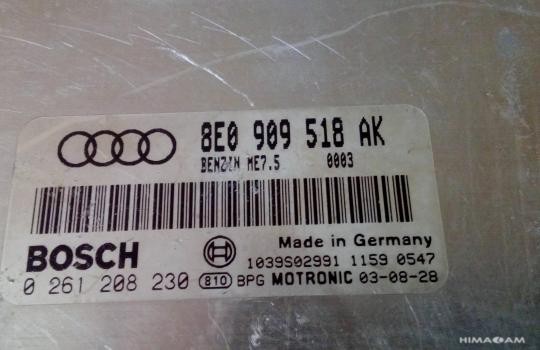 8E0 909 518 AK
BENZIN ME7.5 0003
BOSCH
Made in Germany
1039S02991 1159 0547
0 261 208 230 810 BPG MOTRONIC 03-08-28